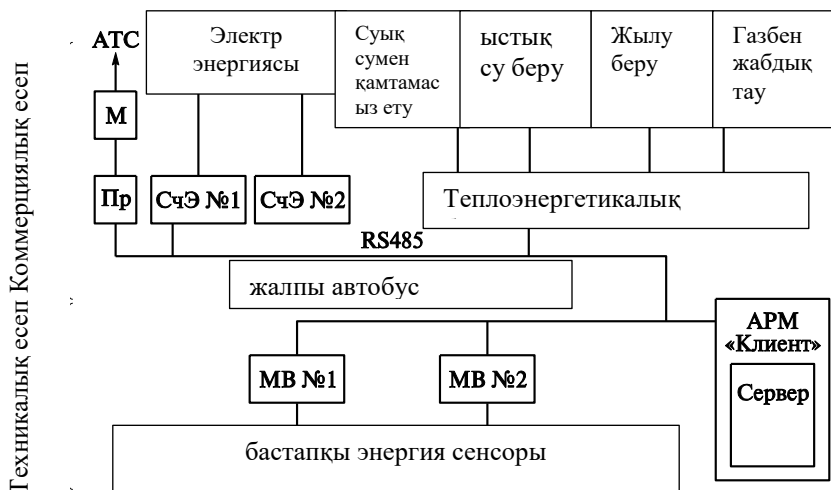 АТС
Электр
энергиясы
Суық
сумен
қамтамас
ыз ету
ыстық
су беру
Жылу
беру
Газбен
жабдық
тау
М
Пр
СчЭ №1
СчЭ №2
Теплоэнергетикалық
RS485
жалпы автобус
АРМ
«Клиент»
Сервер
МВ №1
МВ №2
бастапқы энергия сенсоры
Техникалық есеп Коммерциялық есеп